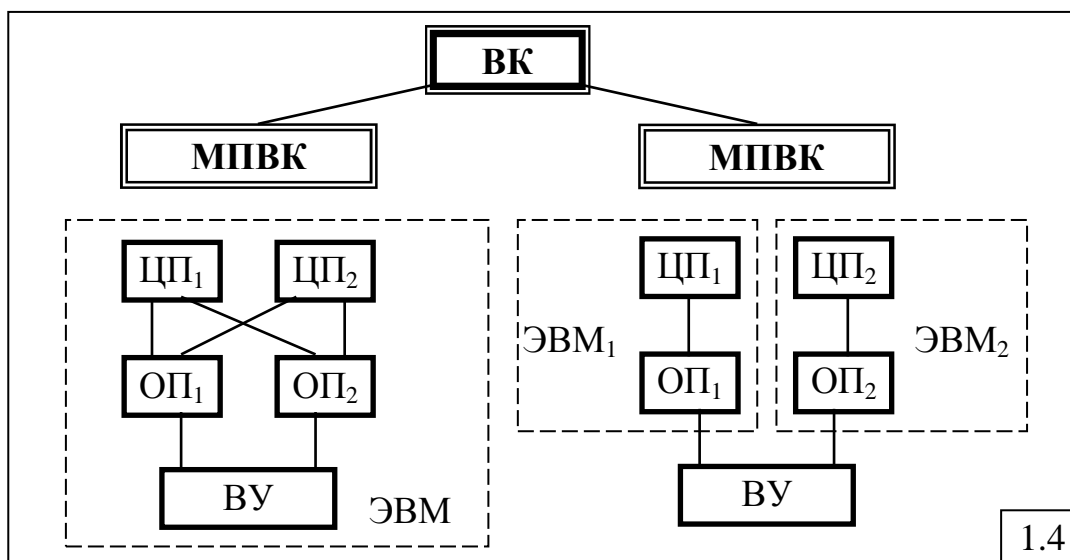 ВК
МПВК МПВК
ЦП1 ЦП2 ЦП1 ЦП2
ЭВМ1 ЭВМ2
ОП1 ОП2 ОП1 ОП2
ВУ ВУ
ЭВМ
1.4